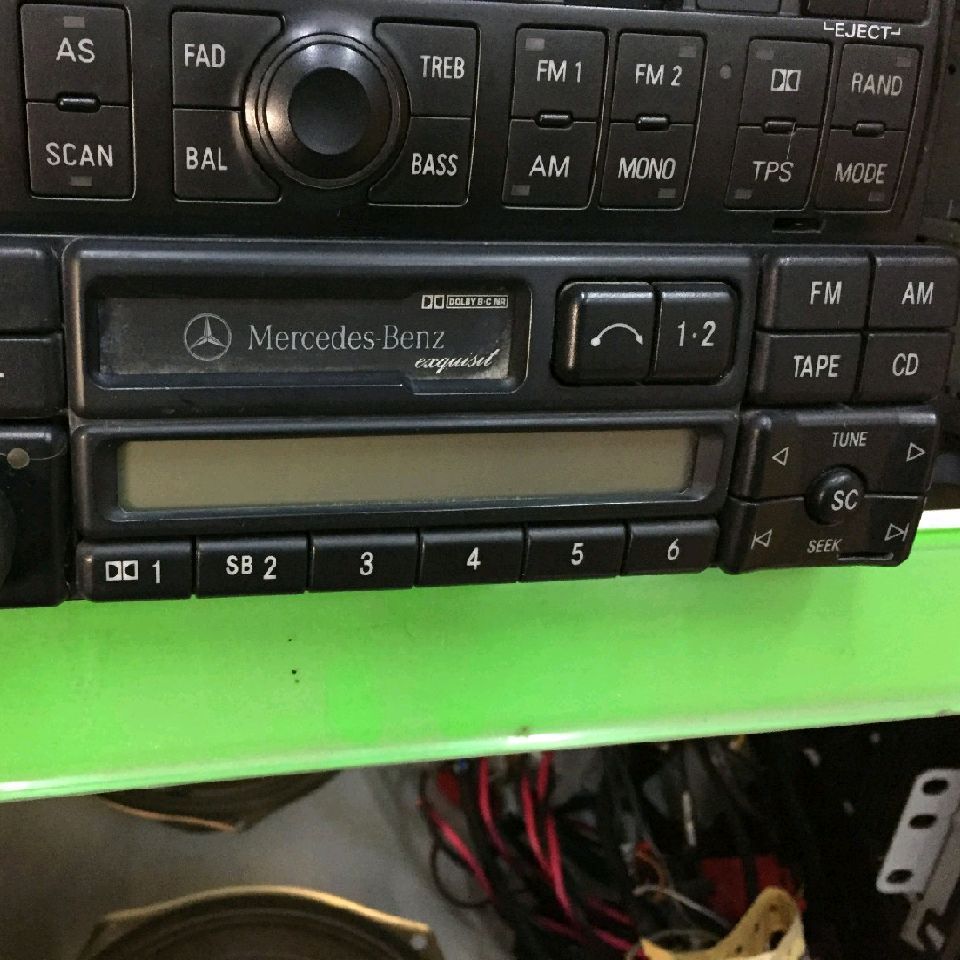 EJECT
AS FAD TREB FM 1 FM 2 RAND
SCAN BAL BASS AM MONO TPS MODE
DOLBY B·C NR
Mercedes-Benz
exquisit
1·2
FM AM
TAPE CD
TUNE
SC
SEEK
1 SB 2 3 4 5 6